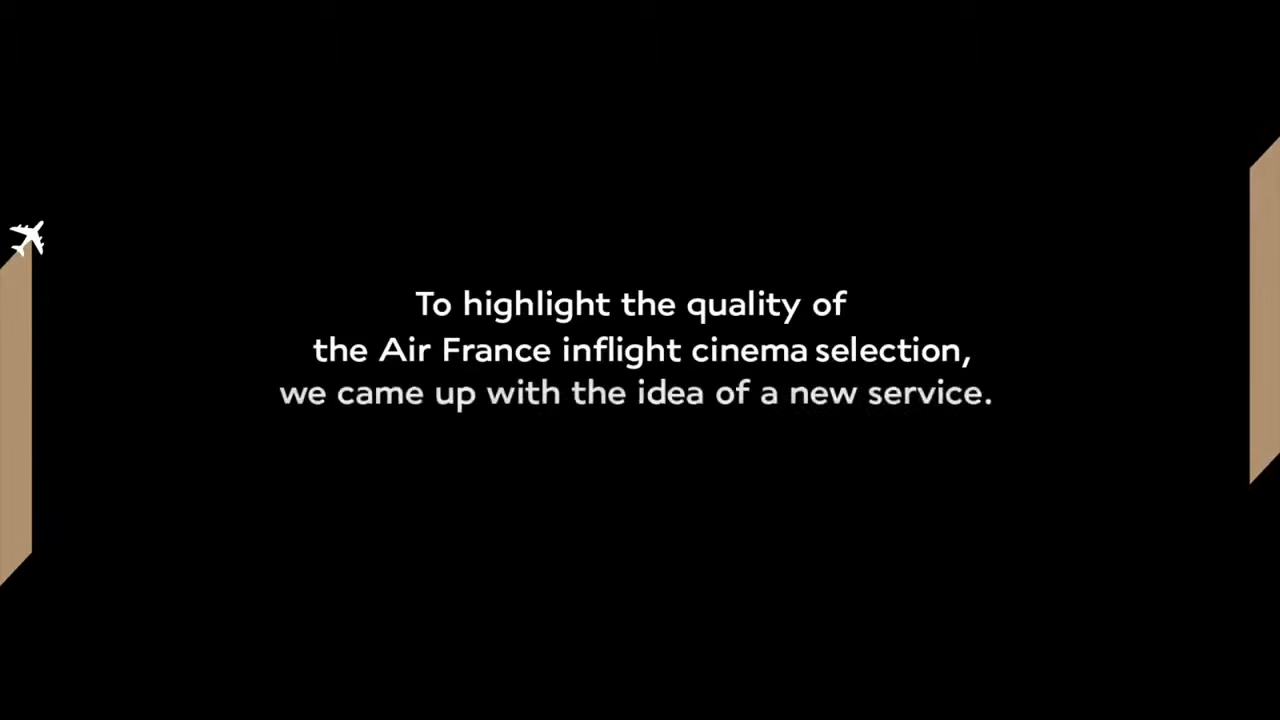 To highlight the quality of
the Air France inflight cinema selection,
we came up with the idea of a new service.